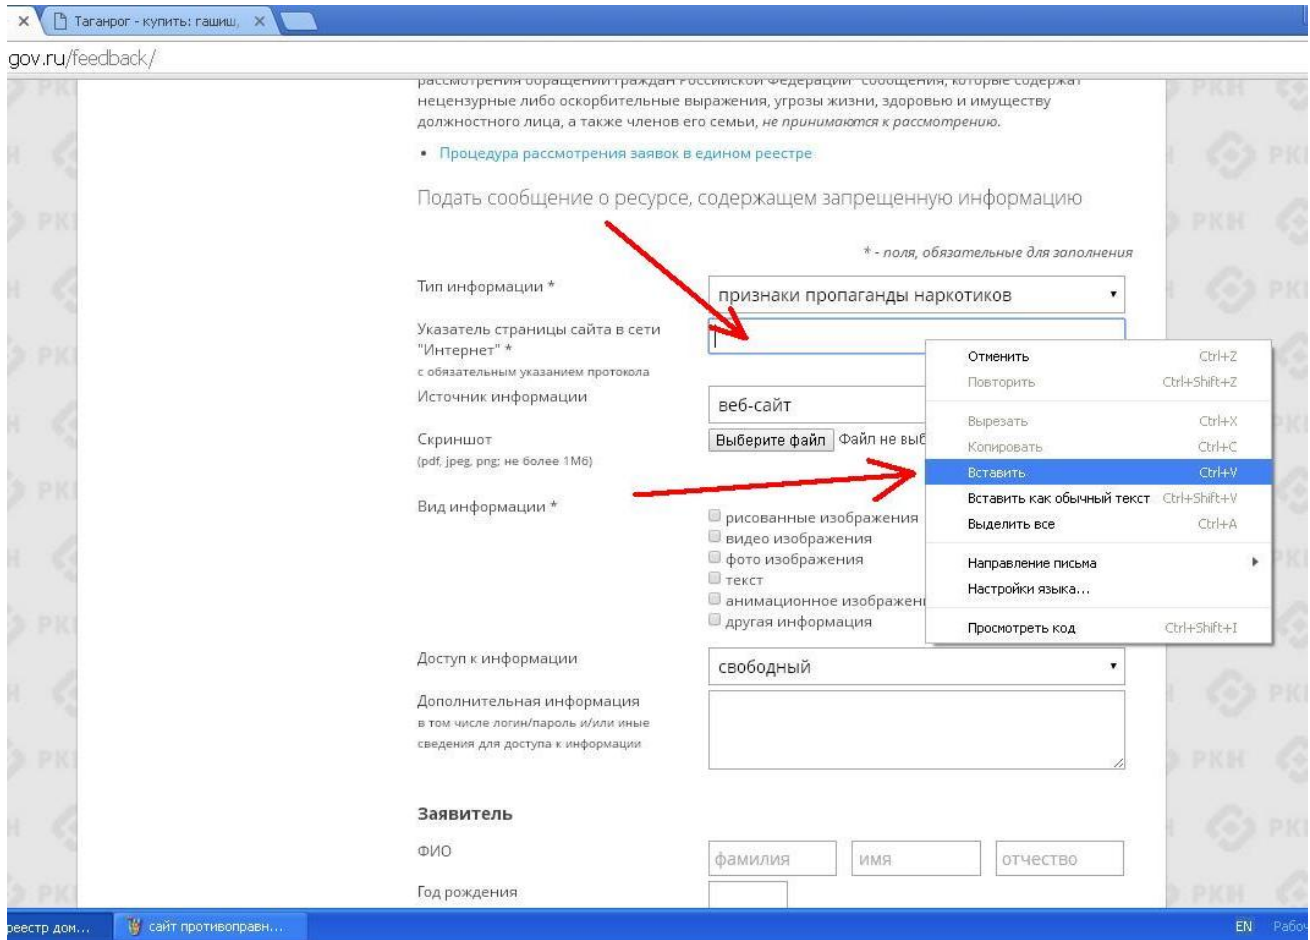 Таганрог - купить: гашиш,
gov.ru/feedback/
рассмотрения обращений граждан Российской Федерации" сообщения, которые содержат
нецензурные либо оскорбительные выражения, угрозы жизни, здоровью и имуществу
должностного лица, а также членов его семьи, не принимаются к рассмотрению.
• Процедура рассмотрения заявок в едином реестре
Подать сообщение о ресурсе, содержащем запрещенную информацию
* - поля, обязательные для заполнения
Тип информации *
признаки пропаганды наркотиков
Указатель страницы сайта в сети
"Интернет" *
с обязательным указанием протокола
Источник информации
веб-сайт
Скриншот
(pdf, jpeg, png; не более 1Мб)
Выберите файл Файл не выб
Вид информации *
рисованные изображения
видео изображения
фото изображения
текст
анимационное изображен
другая информация
Отменить Ctrl+Z
Повторить Ctrl+Shift+Z
Вырезать Ctrl+X
Копировать Ctrl+C
Вставить Ctrl+V
Вставить как обычный текст Ctrl+Shift+V
Выделить все Ctrl+A
Направление письма
Настройки языка...
Просмотреть код Ctrl+Shift+I
Доступ к информации
свободный
Дополнительная информация
в том числе логин/пароль и/или иные
сведения для доступа к информации
Заявитель
ФИО
фамилия имя отчество
Год рождения
реестр дом... сайт противоправн... EN Рабоч